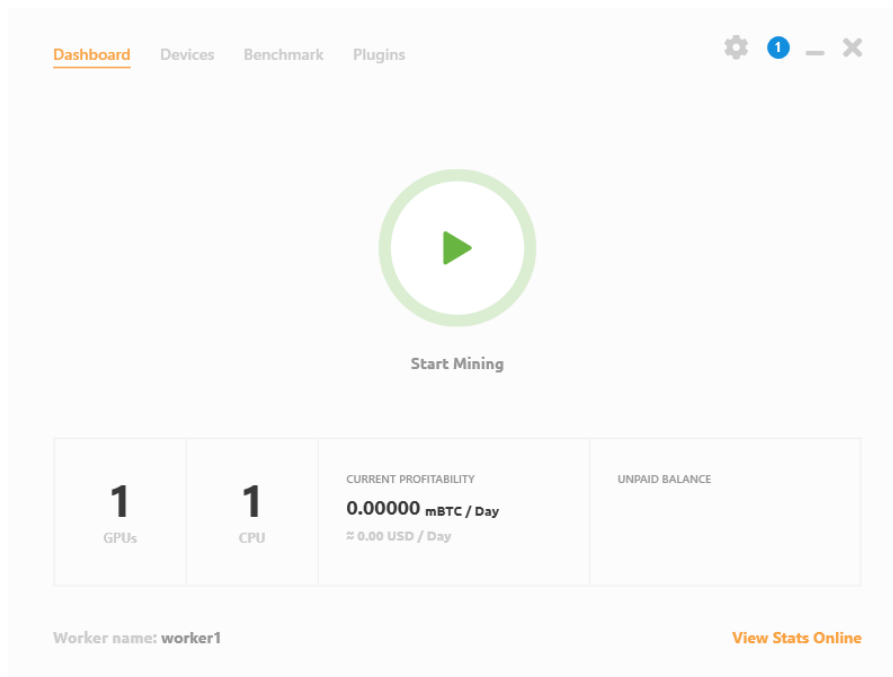 Dashboard Devices Benchmark Plugins 1
Start Mining
1
GPUs
1
CPU
CURRENT PROFITABILITY
0.00000 mBTC / Day
≈ 0.00 USD / Day
UNPAID BALANCE
Worker name: worker1
View Stats Online